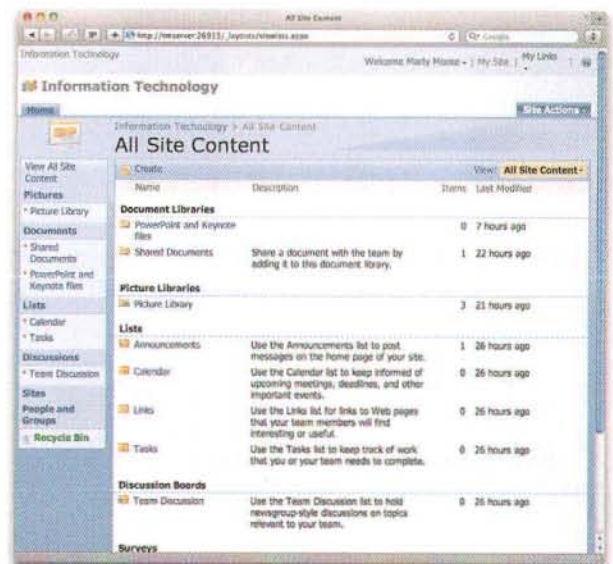 All Site Content
http://mrserver:26915/_layouts/viewlsts.aspx
Google
Information Technology
Welcome Marty Moose | My Site | My Links
Information Technology
Home
Site Actions
Information Technology > All Site Content
All Site Content
View All Site
Content
Pictures
Picture Library
Documents
Shared
Documents
PowerPoint and
Keynote files
Lists
Calendar
Tasks
Discussions
Team Discussion
Sites
People and
Groups
Recycle Bin
Create
View: All Site Content
Name Description Items Last Modified
Document Libraries
PowerPoint and Keynote
files
0 7 hours ago
Shared Documents Share a document with the team by
adding it to this document library.
1 22 hours ago
Picture Libraries
Picture Library 3 21 hours ago
Lists
Announcements Use the Announcements list to post
messages on the home page of your site.
1 26 hours ago
Calendar Use the Calendar list to keep informed of
upcoming meetings, deadlines, and other
important events.
0 26 hours ago
Links Use the Links list for links to Web pages
that your team members will find
interesting or useful.
0 26 hours ago
Tasks Use the Tasks list to keep track of work
that you or your team needs to complete.
0 26 hours ago
Discussion Boards
Team Discussion Use the Team Discussion list to hold
newsgroup-style discussions on topics
relevant to your team.
0 26 hours ago
Surveys